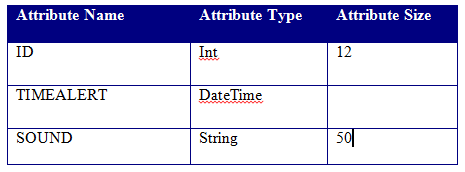 Attribute Name Attribute Type Attribute Size
ID Int 12
TIMEALERT DateTime
SOUND String 50